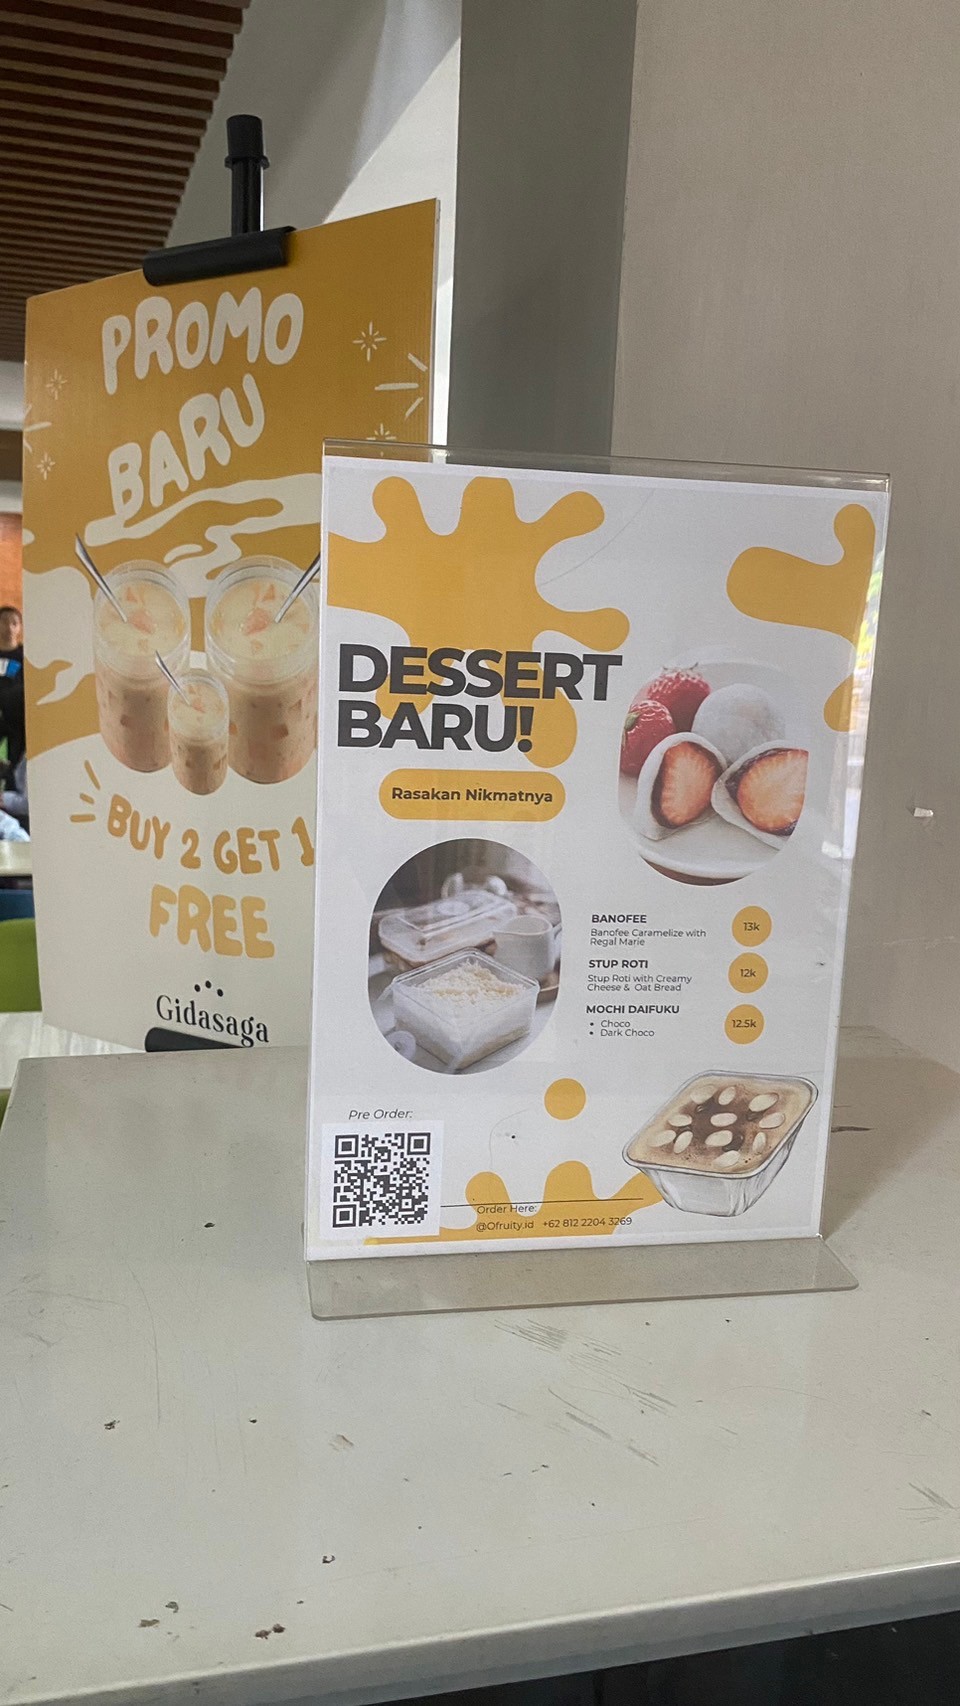 PROMO
BARU
BUY 2 GET 1
FREE
Gidasaga
DESSERT
BARU!
Rasakan Nikmatnya
BANOFEE
Banofee Caramelize with
Regal Marie
13k
STUP ROTI
Stup Roti with Creamy
Cheese & Oat Bread
12k
MOCHI DAIFUKU
• Choco
• Dark Choco
12.5k
Pre Order:
Order Here:
@Ofruity.id +62 812 2204 3269